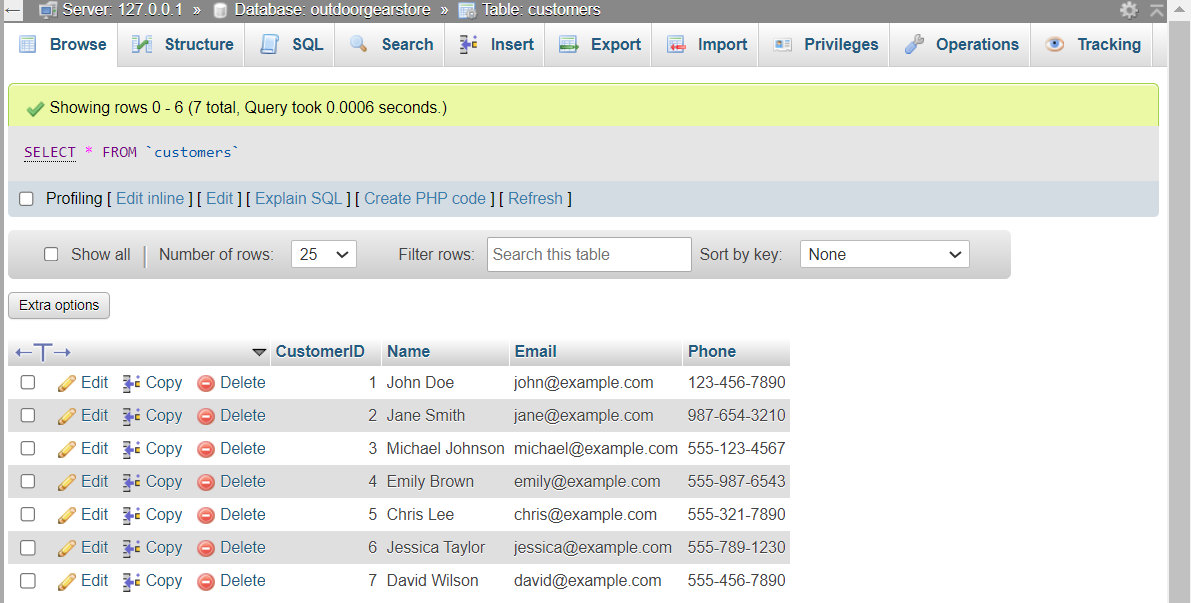 Server: 127.0.0.1 » Database: outdoorgearstore » Table: customers
Browse Structure SQL Search Insert Export Import Privileges Operations Tracking
Showing rows 0 - 6 (7 total, Query took 0.0006 seconds.)
SELECT * FROM `customers`
Profiling [ Edit inline ] [ Edit ] [ Explain SQL ] [ Create PHP code ] [ Refresh ]
Show all | Number of rows: 25 Filter rows: Search this table Sort by key: None
Extra options
←T→ CustomerID Name Email Phone
Edit Copy Delete 1 John Doe john@example.com 123-456-7890
Edit Copy Delete 2 Jane Smith jane@example.com 987-654-3210
Edit Copy Delete 3 Michael Johnson michael@example.com 555-123-4567
Edit Copy Delete 4 Emily Brown emily@example.com 555-987-6543
Edit Copy Delete 5 Chris Lee chris@example.com 555-321-7890
Edit Copy Delete 6 Jessica Taylor jessica@example.com 555-789-1230
Edit Copy Delete 7 David Wilson david@example.com 555-456-7890